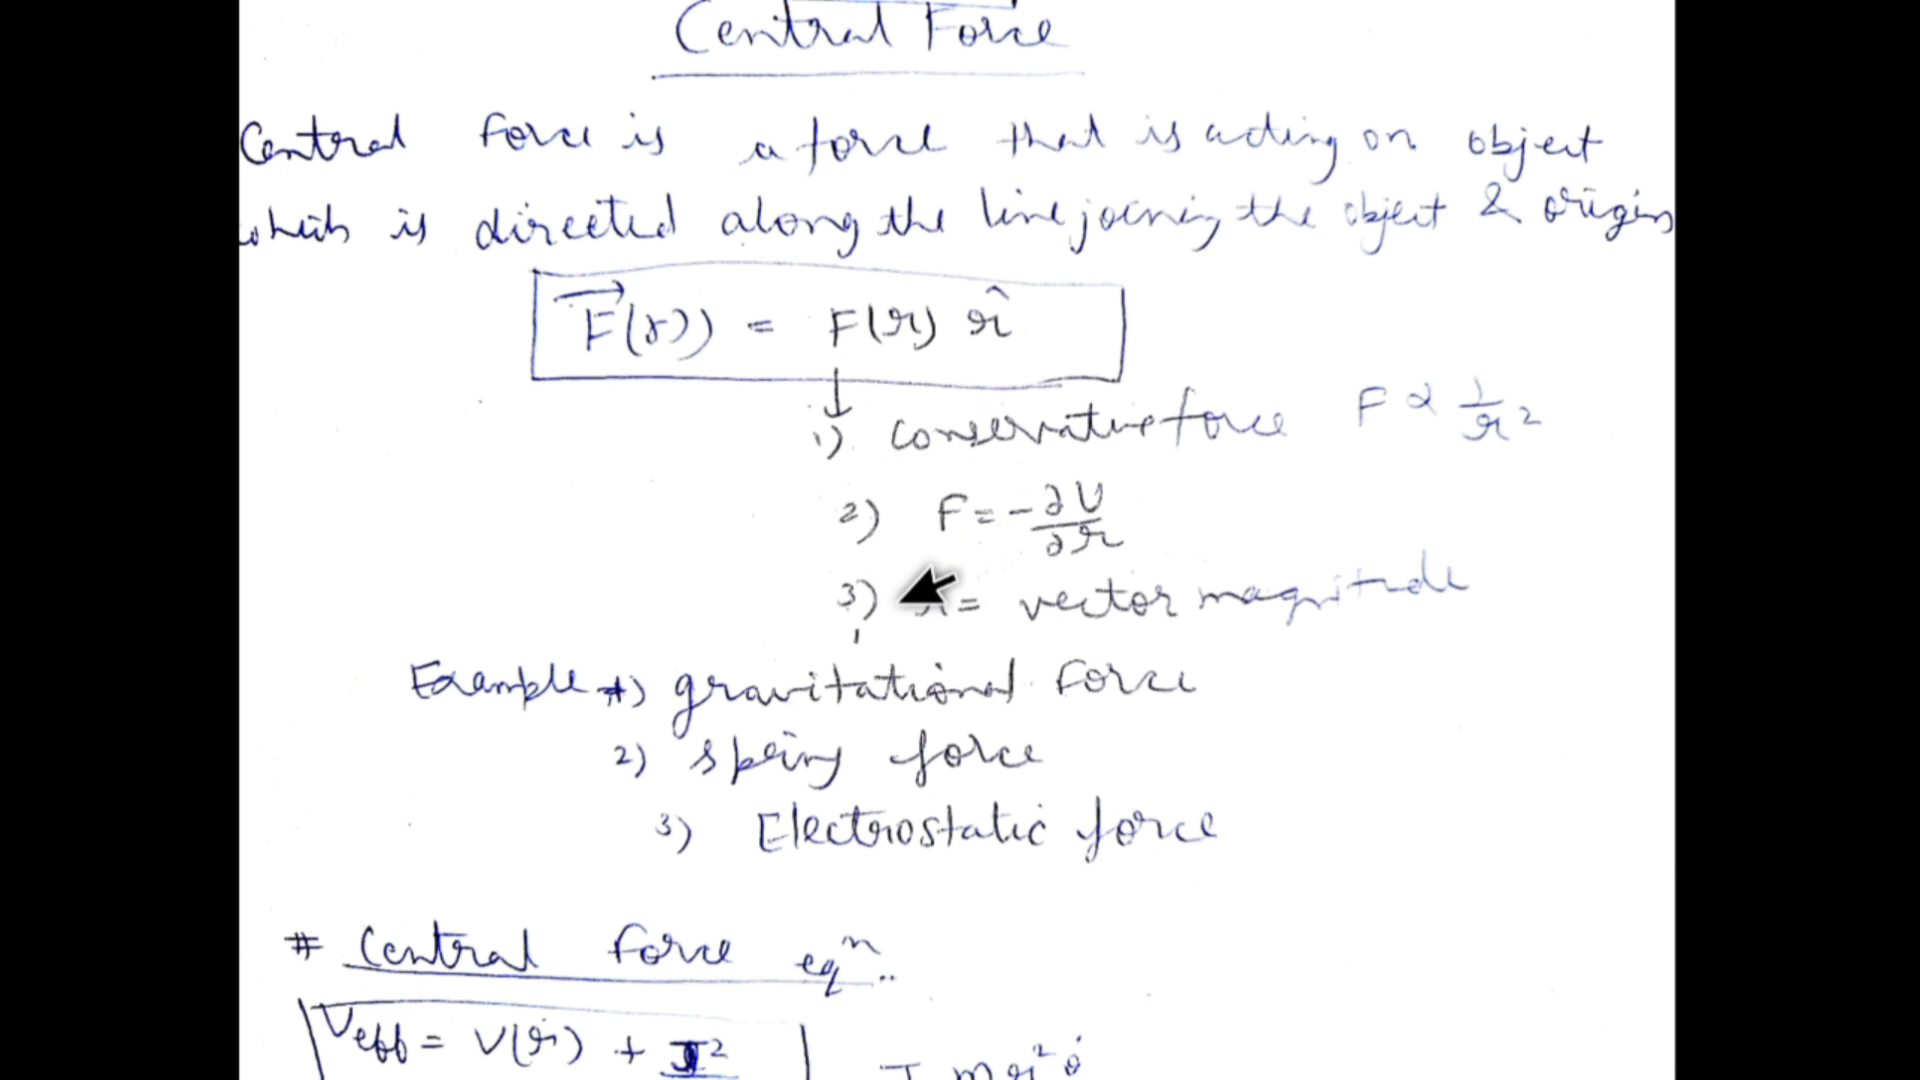 Central Force
Central force is a force that is acting on object
which is directed along the line joining the object & origin
F⃗(r)) = F(r) r̂
↓
1) conservative force F ∝ 1/r²
2) F = -∂U/∂r
3) = vector magnitude
Example 1) gravitational Force
2) spring force
3) Electrostatic force
# Central force eqⁿ..
Veff = V(r) + J²
J mr²θ̇